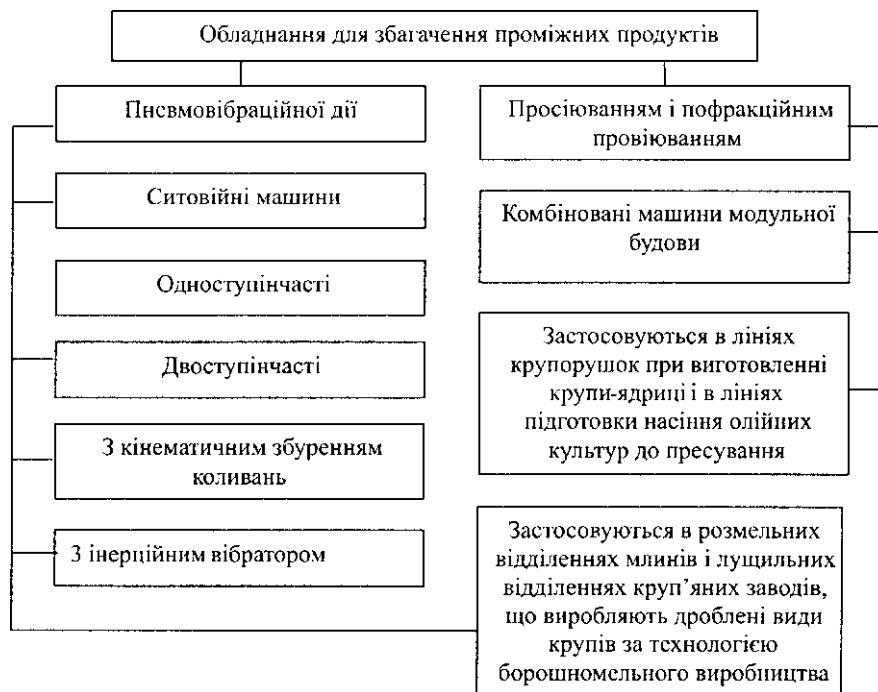 Обладнання для збагачення проміжних продуктів
Пневмовібраційної дії
Ситовійні машини
Одноступінчасті
Двоступінчасті
З кінематичним збуренням
коливань
З інерційним вібратором
Просіюванням і пофракційним
провіюванням
Комбіновані машини модульної
будови
Застосовуються в лініях
крупорушок при виготовленні
крупи-ядриці і в лініях
підготовки насіння олійних
культур до пресування
Застосовуються в розмельних
відділеннях млинів і лущильних
відділеннях круп’яних заводів,
що виробляють дроблені види
крупів за технологією
борошномельного виробництва